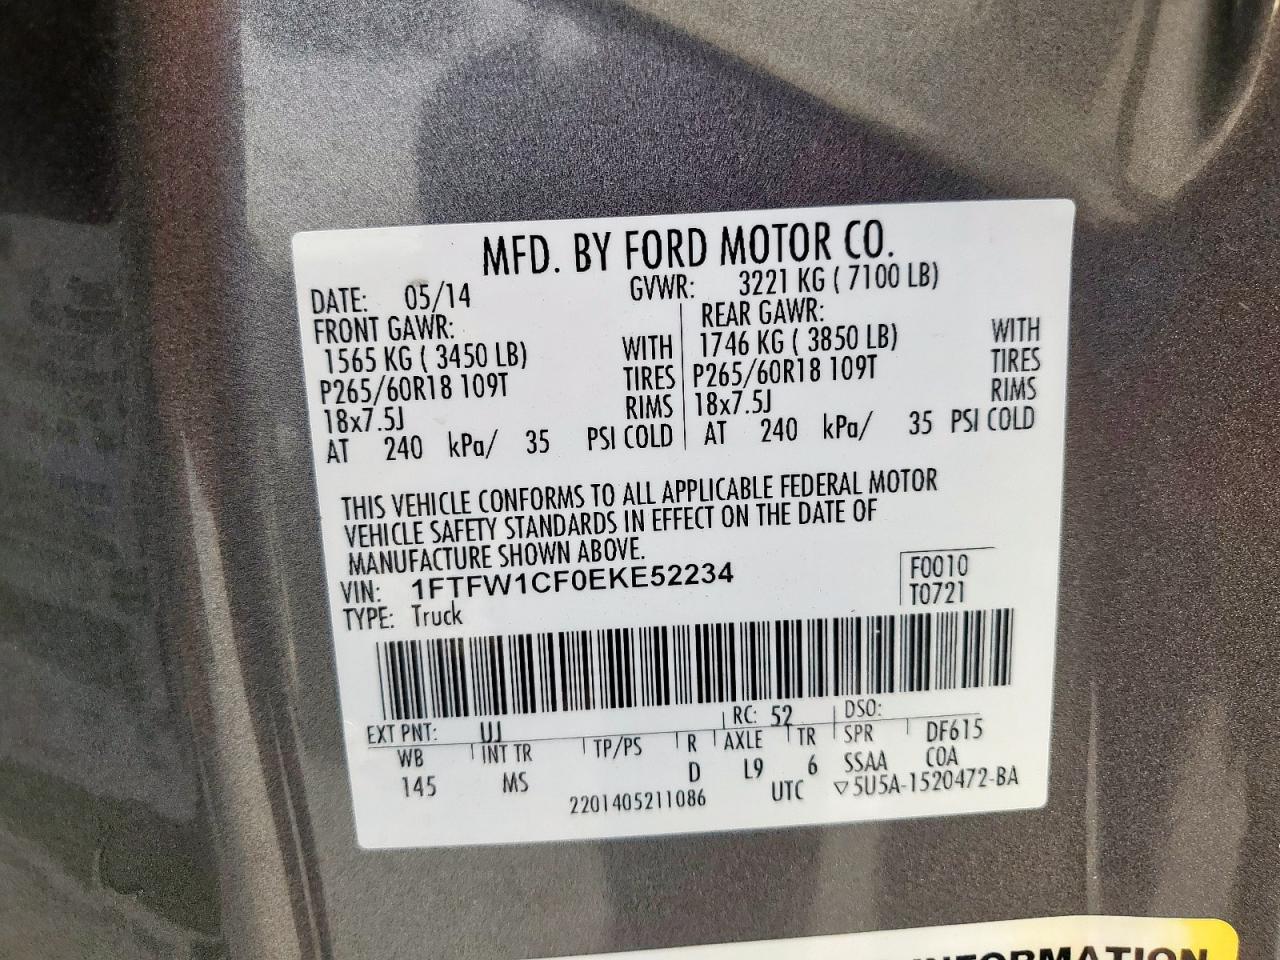 MFD. BY FORD MOTOR CO.
DATE: 05/14 GVWR: 3221 KG ( 7100 LB)
FRONT GAWR: REAR GAWR:
1565 KG ( 3450 LB) WITH 1746 KG ( 3850 LB) WITH
P265/60R18 109T TIRES P265/60R18 109T TIRES
18x7.5J RIMS 18x7.5J RIMS
AT 240 kPa/ 35 PSI COLD AT 240 kPa/ 35 PSI COLD
THIS VEHICLE CONFORMS TO ALL APPLICABLE FEDERAL MOTOR
VEHICLE SAFETY STANDARDS IN EFFECT ON THE DATE OF
MANUFACTURE SHOWN ABOVE.
VIN: 1FTFW1CF0EKE52234 F0010
TYPE: Truck T0721
EXT PNT: UJ RC: 52 DSO:
WB INT TR TP/PS R AXLE TR SPR DF615
145 MS D L9 6 SSAA COA
2201405211086 UTC ▽5U5A-1520472-BA
INFORMATION